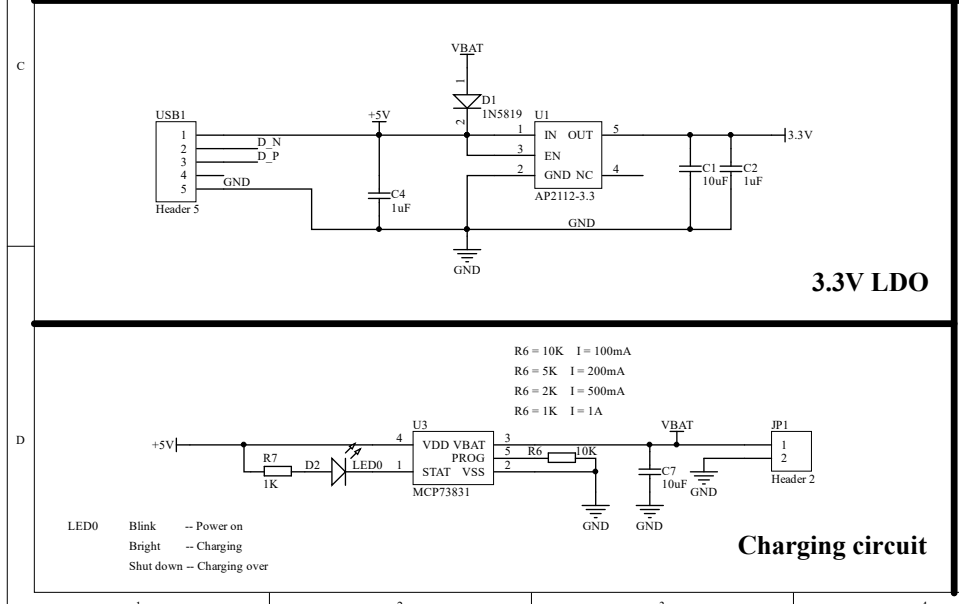 C
VBAT
1
D1
1N5819
2
USB1
1
2
3
4
5
Header 5
D_N
D_P
GND
+5V
C4
1uF
U1
1 IN OUT 5
3 EN
2 GND NC 4
AP2112-3.3
C1
10uF
C2
1uF
3.3V
GND
GND
3.3V LDO
R6 = 10K I = 100mA
R6 = 5K I = 200mA
R6 = 2K I = 500mA
R6 = 1K I = 1A
D
+5V
R7
1K
D2
LED0
U3
4 VDD VBAT 3
PROG 5
1 STAT VSS 2
MCP73831
R6
10K
GND
VBAT
C7
10uF
GND
GND
JP1
1
2
Header 2
LED0 Blink -- Power on
Bright -- Charging
Shut down -- Charging over
Charging circuit
1 2 3 4